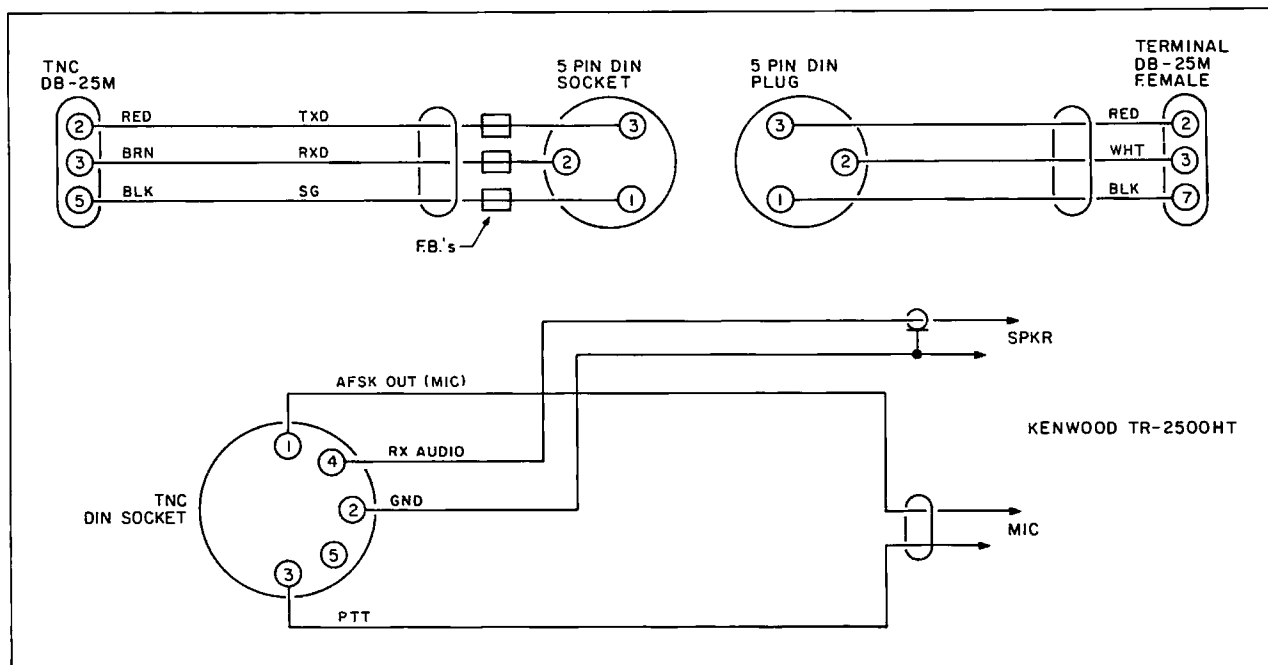 TNC
DB-25M
5 PIN DIN
SOCKET
5 PIN DIN
PLUG
TERMINAL
DB-25M
FEMALE
2 RED TXD 3
3 BRN RXD 2
5 BLK SG 1
F.B.'s
3 RED 2
2 WHT 3
1 BLK 7
SPKR
AFSK OUT (MIC)
KENWOOD TR-2500HT
1
4 RX AUDIO
TNC
DIN SOCKET
2 GND
MIC
5
3
PTT